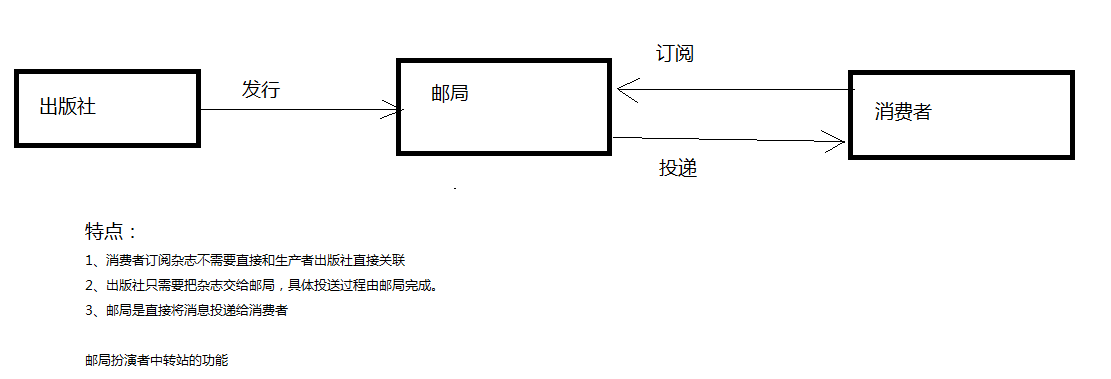 订阅
发行
出版社
邮局
消费者
投递
特点：
1、消费者订阅杂志不需要直接和生产者出版社直接关联
2、出版社只需要把杂志交给邮局，具体投送过程由邮局完成。
3、邮局是直接将消息投递给消费者
邮局扮演者中转站的功能